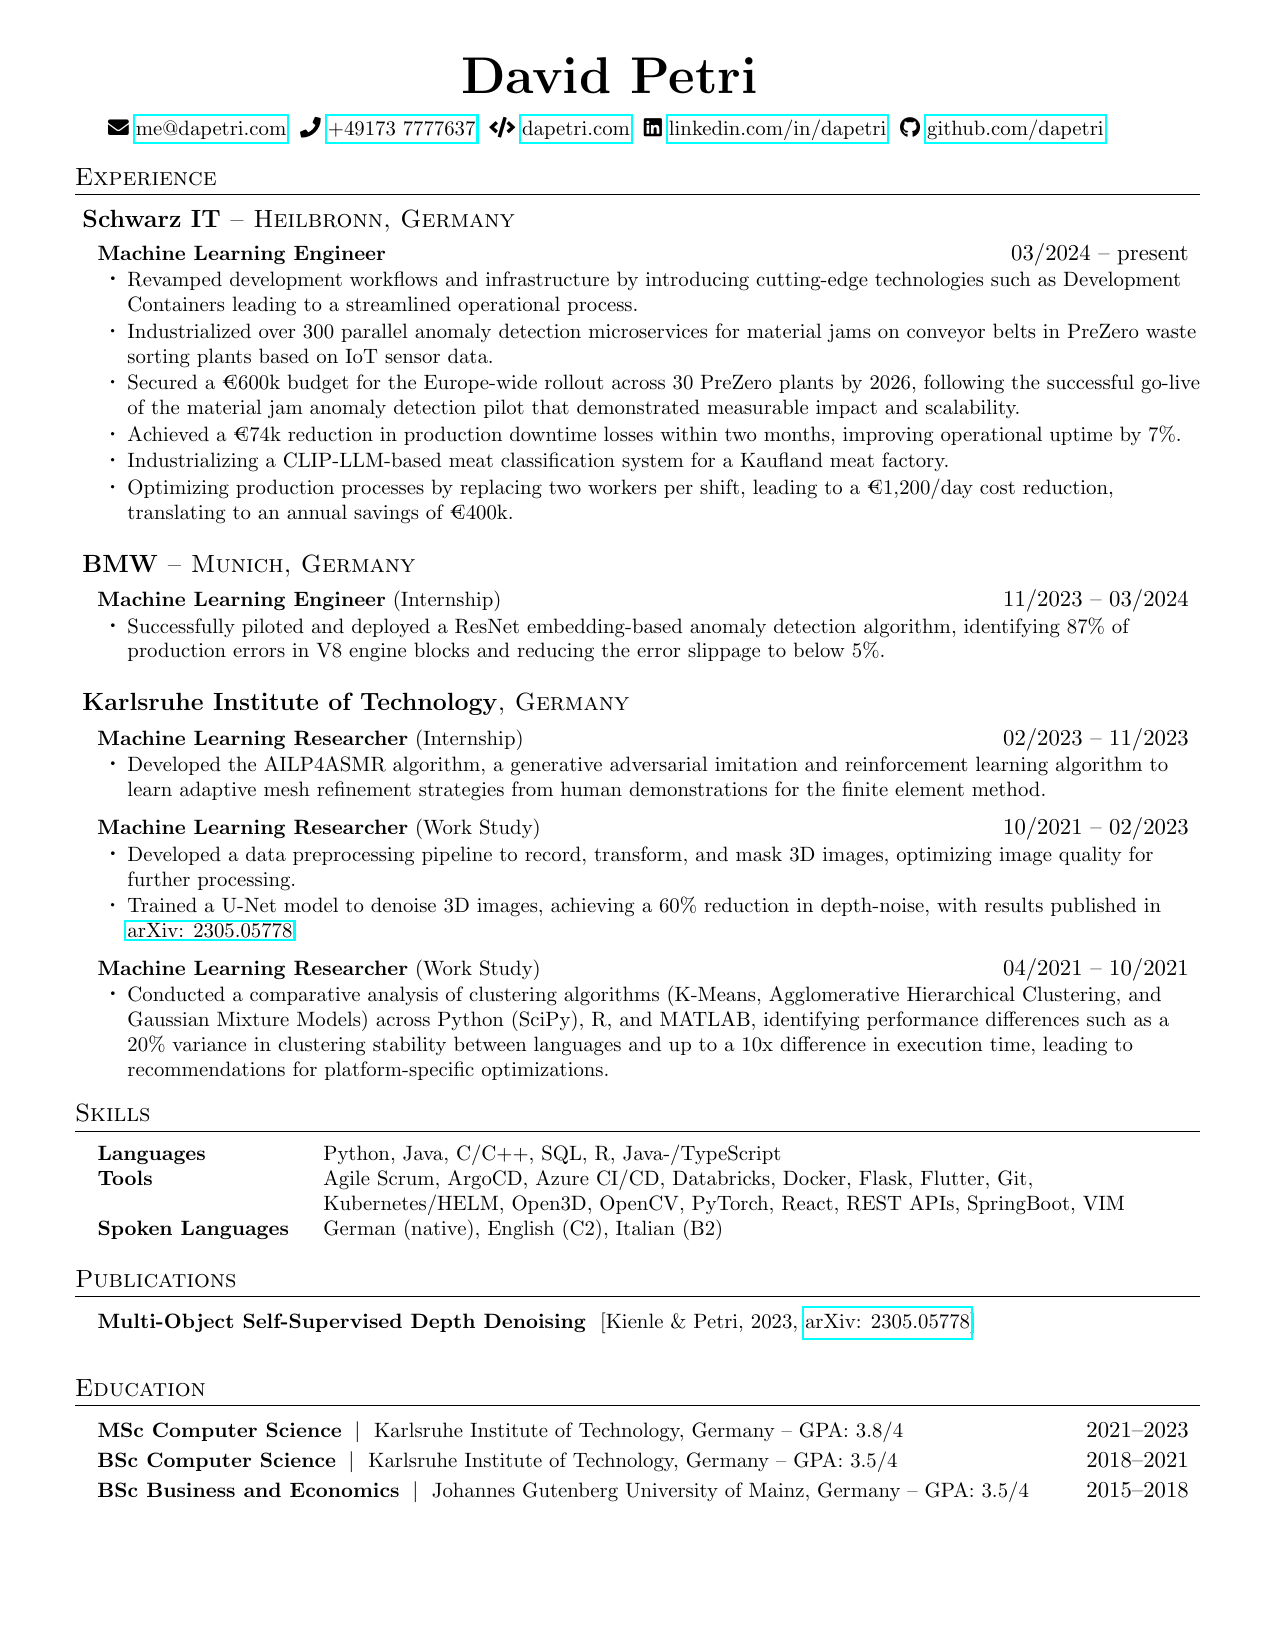 David Petri
me@dapetri.com +49173 7777637 dapetri.com linkedin.com/in/dapetri github.com/dapetri
Experience
Schwarz IT – Heilbronn, Germany
Machine Learning Engineer 03/2024 – present
• Revamped development workflows and infrastructure by introducing cutting-edge technologies such as Development
Containers leading to a streamlined operational process.
• Industrialized over 300 parallel anomaly detection microservices for material jams on conveyor belts in PreZero waste
sorting plants based on IoT sensor data.
• Secured a €600k budget for the Europe-wide rollout across 30 PreZero plants by 2026, following the successful go-live
of the material jam anomaly detection pilot that demonstrated measurable impact and scalability.
• Achieved a €74k reduction in production downtime losses within two months, improving operational uptime by 7%.
• Industrializing a CLIP-LLM-based meat classification system for a Kaufland meat factory.
• Optimizing production processes by replacing two workers per shift, leading to a €1,200/day cost reduction,
translating to an annual savings of €400k.
BMW – Munich, Germany
Machine Learning Engineer (Internship) 11/2023 – 03/2024
• Successfully piloted and deployed a ResNet embedding-based anomaly detection algorithm, identifying 87% of
production errors in V8 engine blocks and reducing the error slippage to below 5%.
Karlsruhe Institute of Technology, Germany
Machine Learning Researcher (Internship) 02/2023 – 11/2023
• Developed the AILP4ASMR algorithm, a generative adversarial imitation and reinforcement learning algorithm to
learn adaptive mesh refinement strategies from human demonstrations for the finite element method.
Machine Learning Researcher (Work Study) 10/2021 – 02/2023
• Developed a data preprocessing pipeline to record, transform, and mask 3D images, optimizing image quality for
further processing.
• Trained a U-Net model to denoise 3D images, achieving a 60% reduction in depth-noise, with results published in
arXiv: 2305.05778
Machine Learning Researcher (Work Study) 04/2021 – 10/2021
• Conducted a comparative analysis of clustering algorithms (K-Means, Agglomerative Hierarchical Clustering, and
Gaussian Mixture Models) across Python (SciPy), R, and MATLAB, identifying performance differences such as a
20% variance in clustering stability between languages and up to a 10x difference in execution time, leading to
recommendations for platform-specific optimizations.
Skills
Languages Python, Java, C/C++, SQL, R, Java-/TypeScript
Tools Agile Scrum, ArgoCD, Azure CI/CD, Databricks, Docker, Flask, Flutter, Git,
Kubernetes/HELM, Open3D, OpenCV, PyTorch, React, REST APIs, SpringBoot, VIM
Spoken Languages German (native), English (C2), Italian (B2)
Publications
Multi-Object Self-Supervised Depth Denoising [Kienle & Petri, 2023, arXiv: 2305.05778]
Education
MSc Computer Science | Karlsruhe Institute of Technology, Germany – GPA: 3.8/4 2021–2023
BSc Computer Science | Karlsruhe Institute of Technology, Germany – GPA: 3.5/4 2018–2021
BSc Business and Economics | Johannes Gutenberg University of Mainz, Germany – GPA: 3.5/4 2015–2018